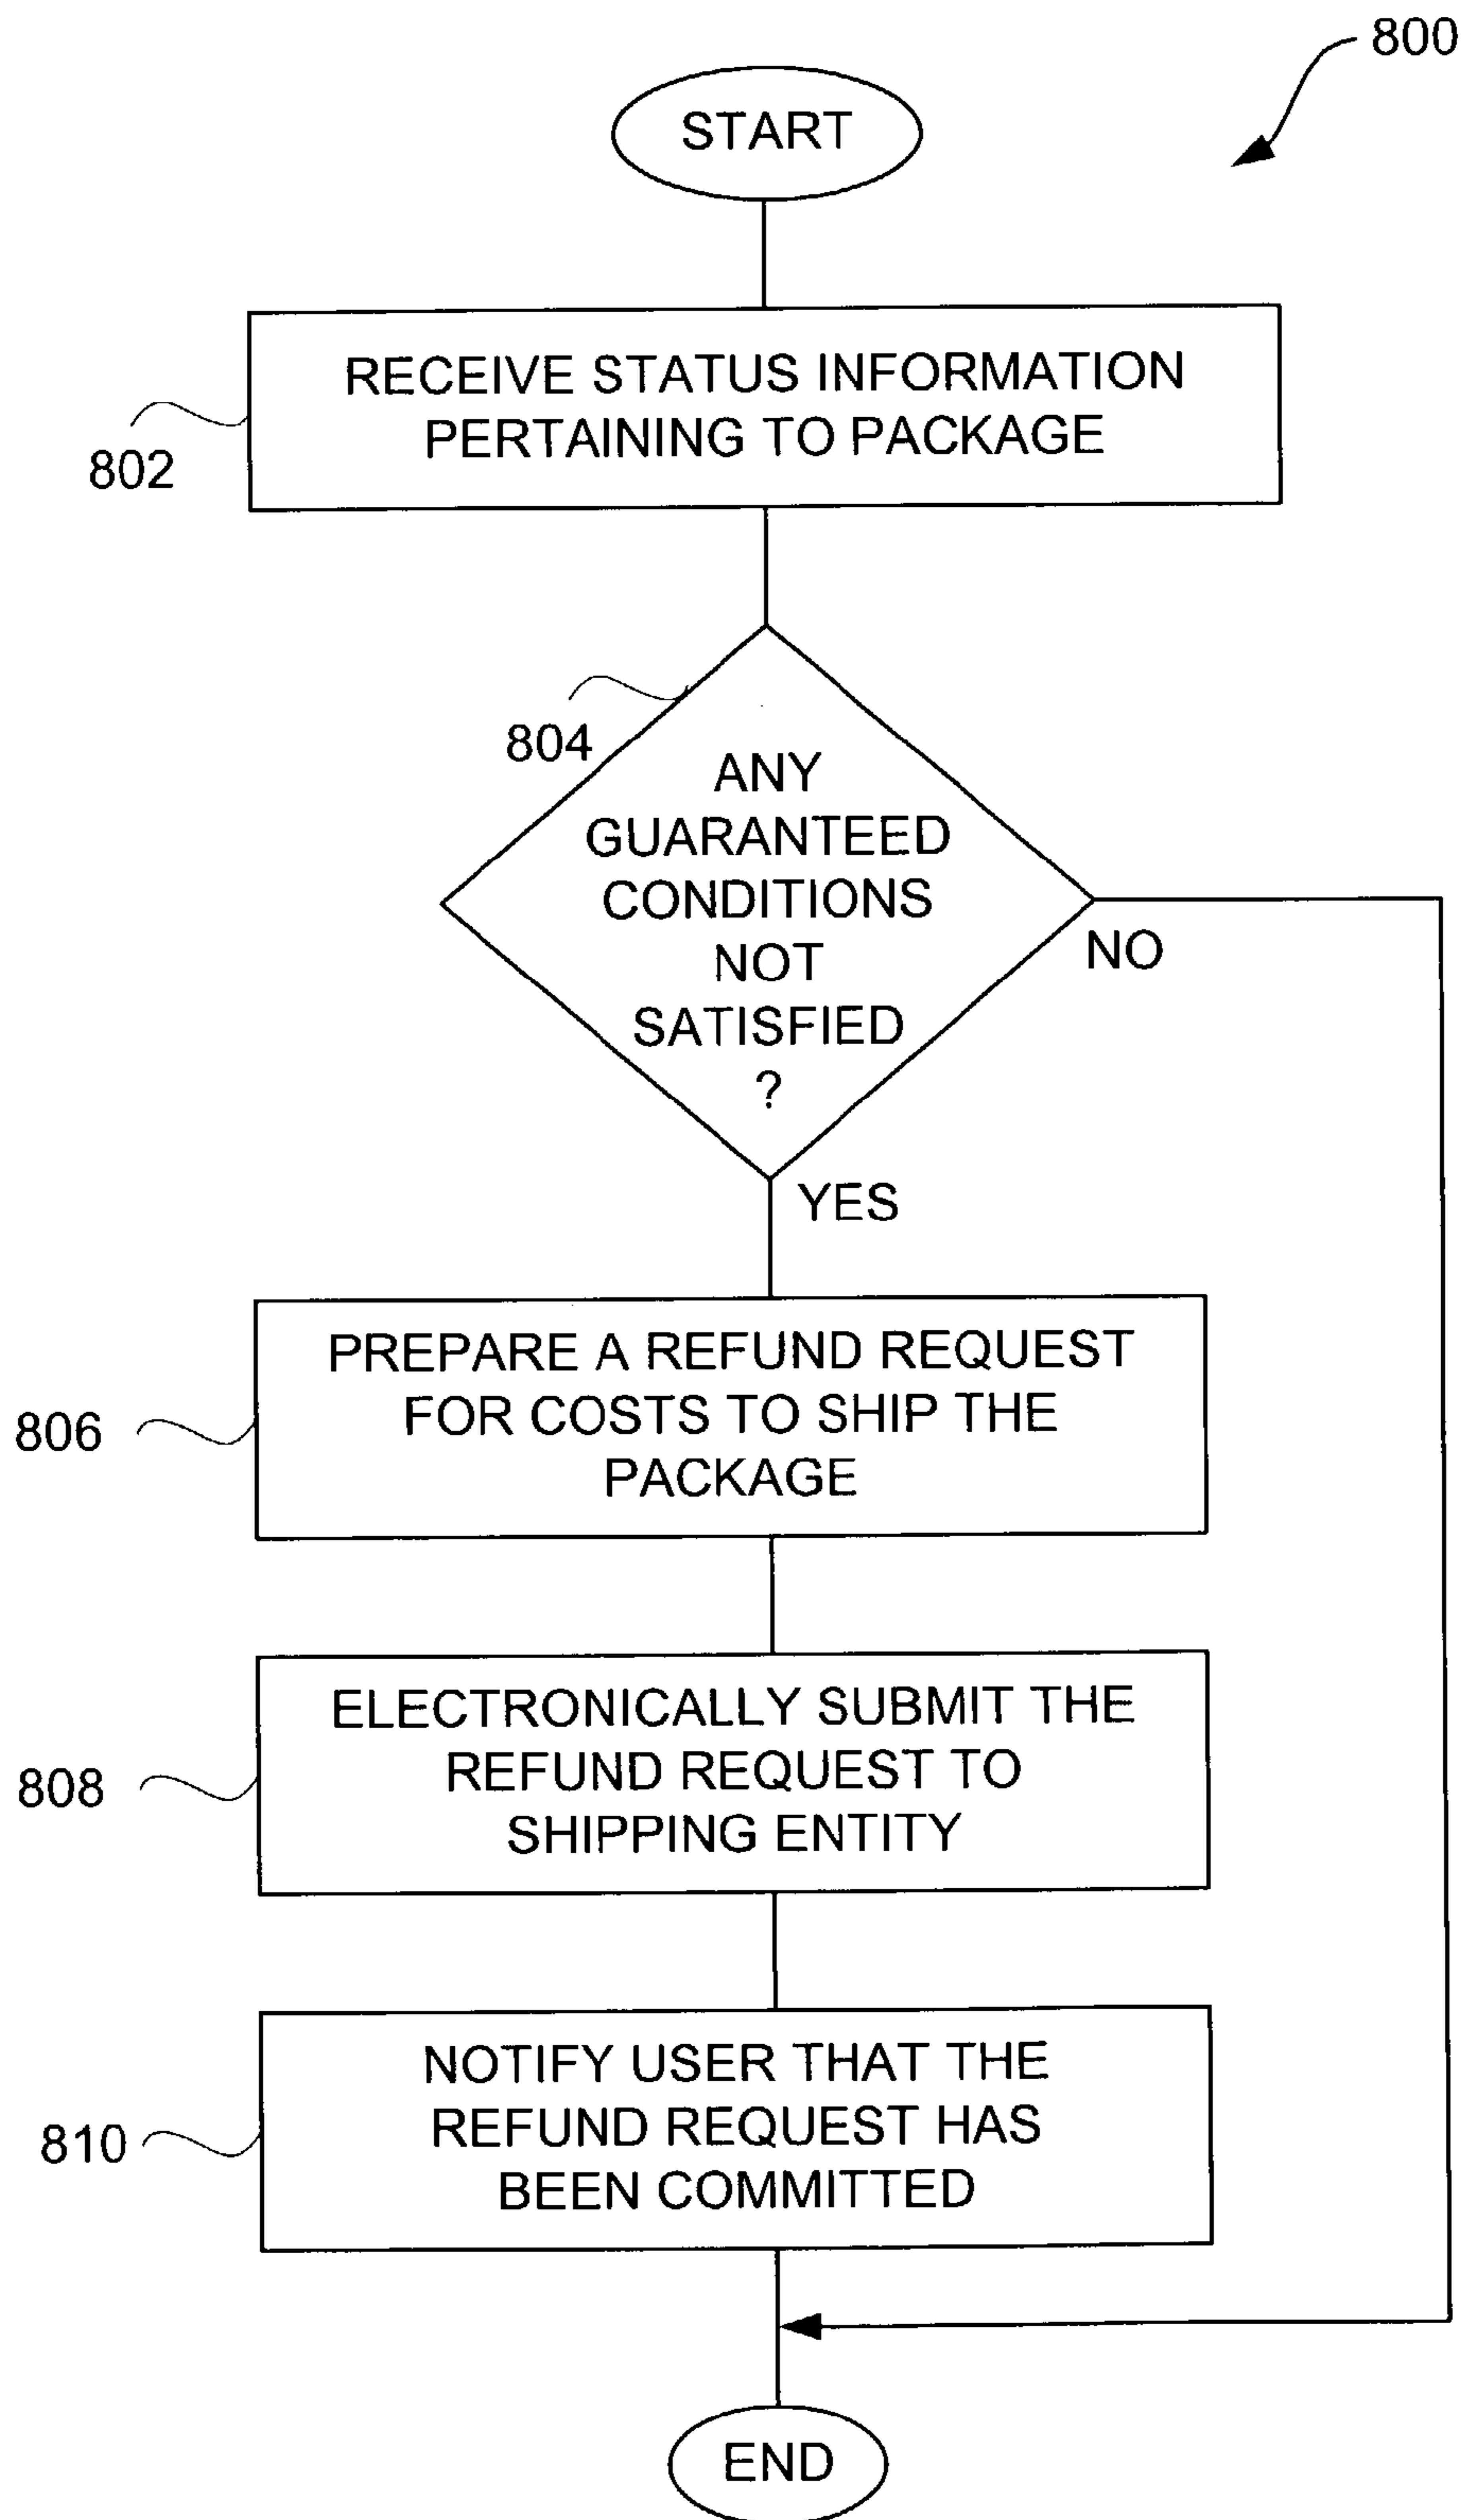 800
START
RECEIVE STATUS INFORMATION
PERTAINING TO PACKAGE
802
804
ANY
GUARANTEED
CONDITIONS
NOT
SATISFIED
?
NO
YES
PREPARE A REFUND REQUEST
FOR COSTS TO SHIP THE
PACKAGE
806
ELECTRONICALLY SUBMIT THE
REFUND REQUEST TO
SHIPPING ENTITY
808
NOTIFY USER THAT THE
REFUND REQUEST HAS
BEEN COMMITTED
810
END